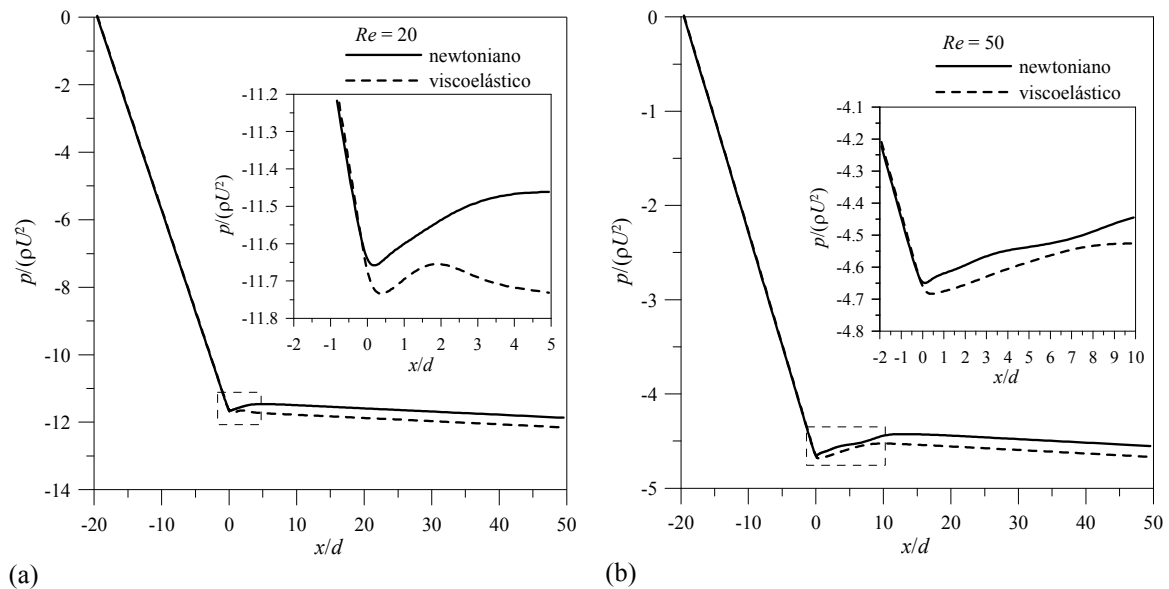 Re = 20
newtoniano
viscoelástico
p/(ρU²)
0
-2
-4
-6
-8
-10
-12
-14
-20 -10 0 10 20 30 40 50
x/d
p/(ρU²)
-11.2
-11.3
-11.4
-11.5
-11.6
-11.7
-11.8
-2 -1 0 1 2 3 4 5
x/d
(a)
Re = 50
newtoniano
viscoelástico
p/(ρU²)
0
-1
-2
-3
-4
-5
-20 -10 0 10 20 30 40 50
x/d
p/(ρU²)
-4.1
-4.2
-4.3
-4.4
-4.5
-4.6
-4.7
-4.8
-2 -1 0 1 2 3 4 5 6 7 8 9 10
x/d
(b)